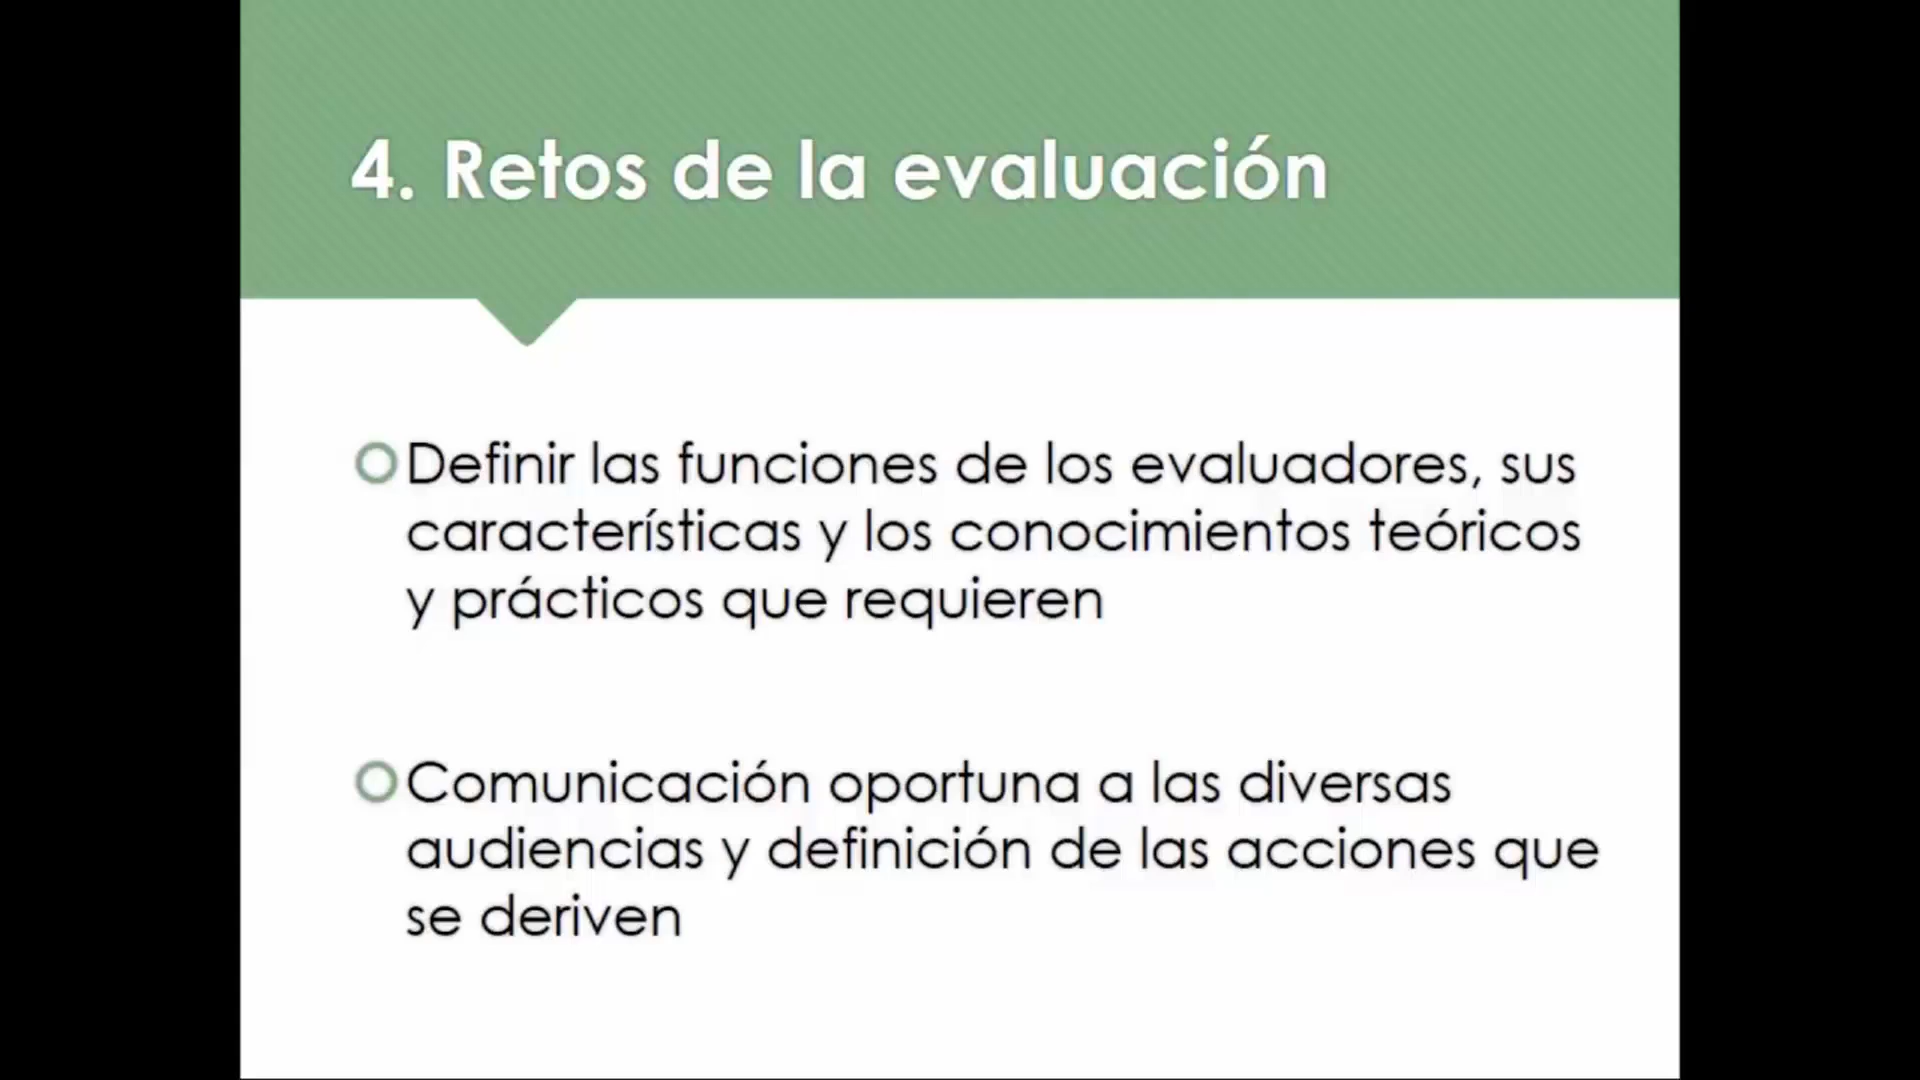 4. Retos de la evaluación
Definir las funciones de los evaluadores, sus
características y los conocimientos teóricos
y prácticos que requieren
Comunicación oportuna a las diversas
audiencias y definición de las acciones que
se deriven